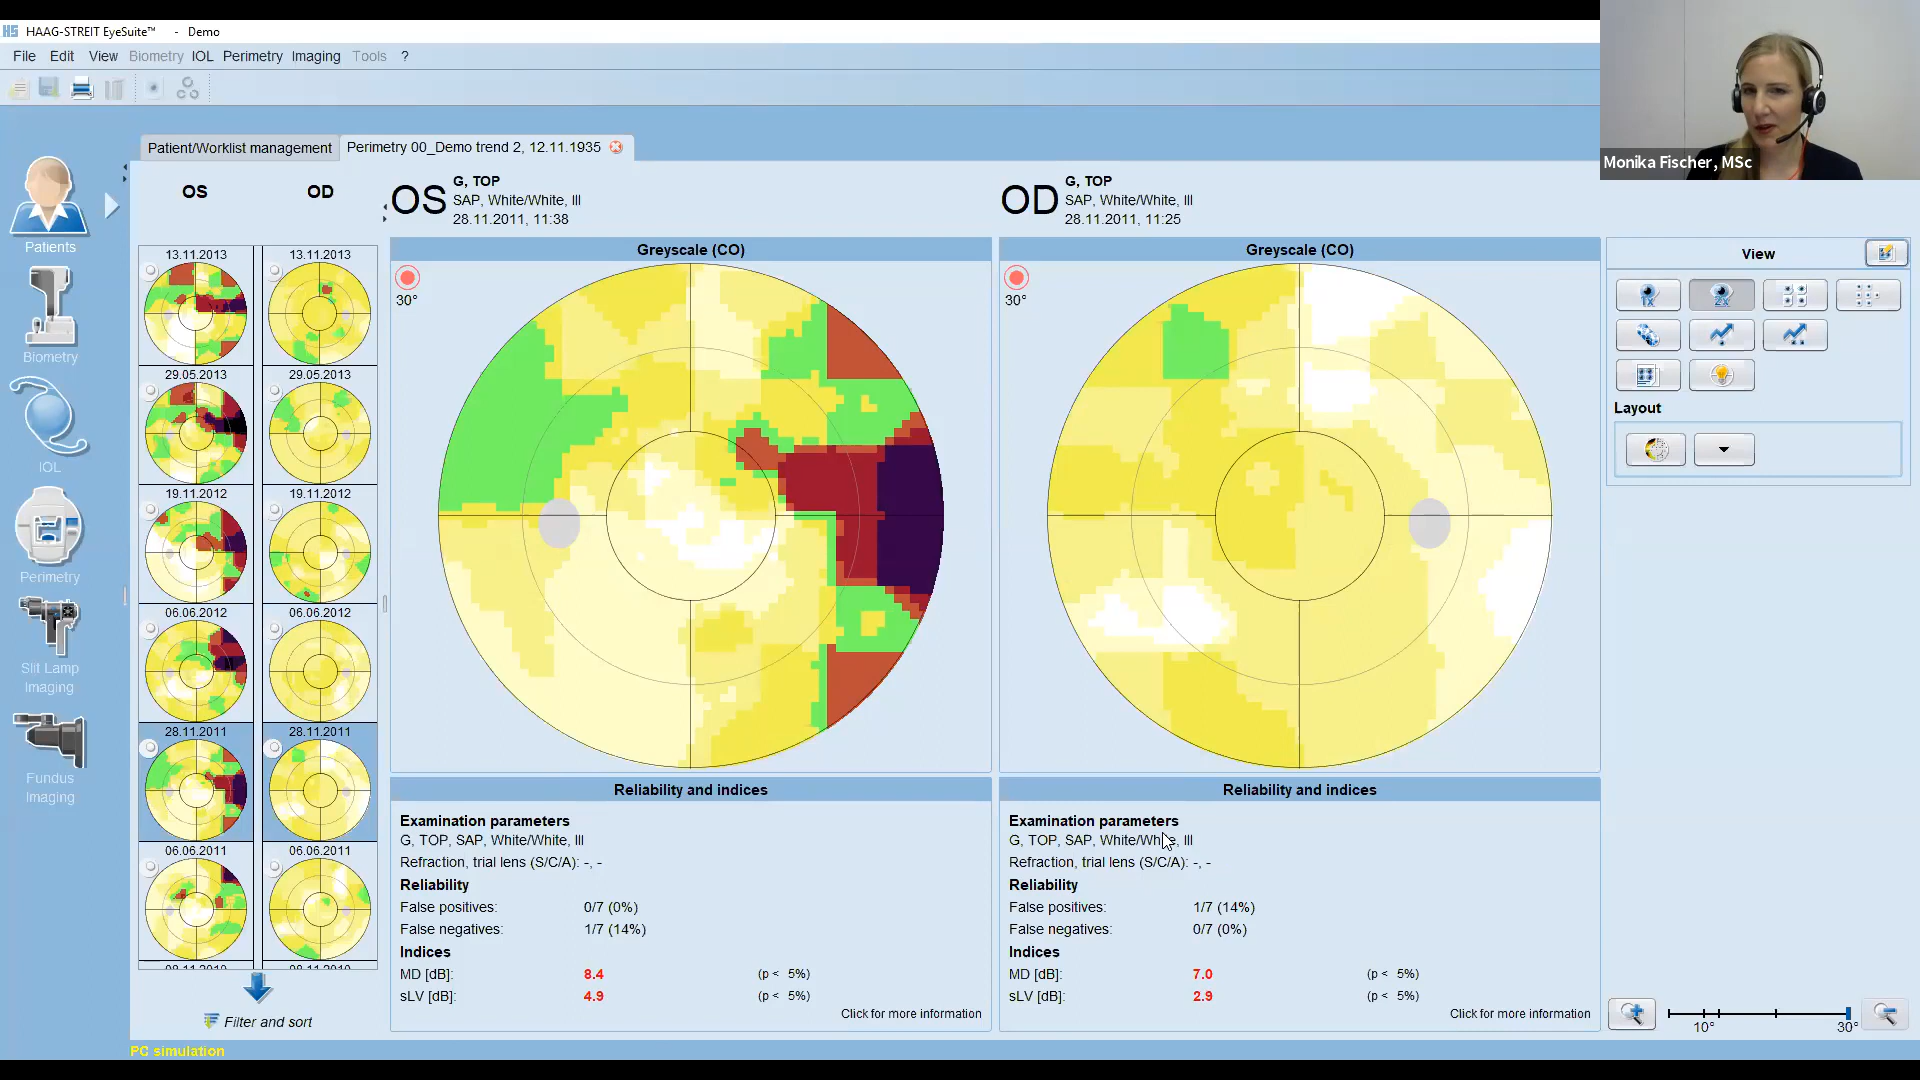 HS HAAG-STREIT EyeSuite™ - Demo
File Edit View Biometry IOL Perimetry Imaging Tools ?
Monika Fischer, MSc
Patient/Worklist management
Perimetry 00_Demo trend 2, 12.11.1935
Patients
Biometry
IOL
Perimetry
Slit Lamp
Imaging
Fundus
Imaging
OS OD
13.11.2013 13.11.2013
29.05.2013 29.05.2013
19.11.2012 19.11.2012
06.06.2012 06.06.2012
28.11.2011 28.11.2011
06.06.2011 06.06.2011
Filter and sort
PC simulation
OS
G, TOP
SAP, White/White, III
28.11.2011, 11:38
Greyscale (CO)
30°
Reliability and indices
Examination parameters
G, TOP, SAP, White/White, III
Refraction, trial lens (S/C/A): -, -
Reliability
False positives: 0/7 (0%)
False negatives: 1/7 (14%)
Indices
MD [dB]: 8.4 (p < 5%)
sLV [dB]: 4.9 (p < 5%)
Click for more information
OD
G, TOP
SAP, White/White, III
28.11.2011, 11:25
Greyscale (CO)
30°
Reliability and indices
Examination parameters
G, TOP, SAP, White/White, III
Refraction, trial lens (S/C/A): -, -
Reliability
False positives: 1/7 (14%)
False negatives: 0/7 (0%)
Indices
MD [dB]: 7.0 (p < 5%)
sLV [dB]: 2.9 (p < 5%)
Click for more information
View
1X
2X
Layout
10° 30°